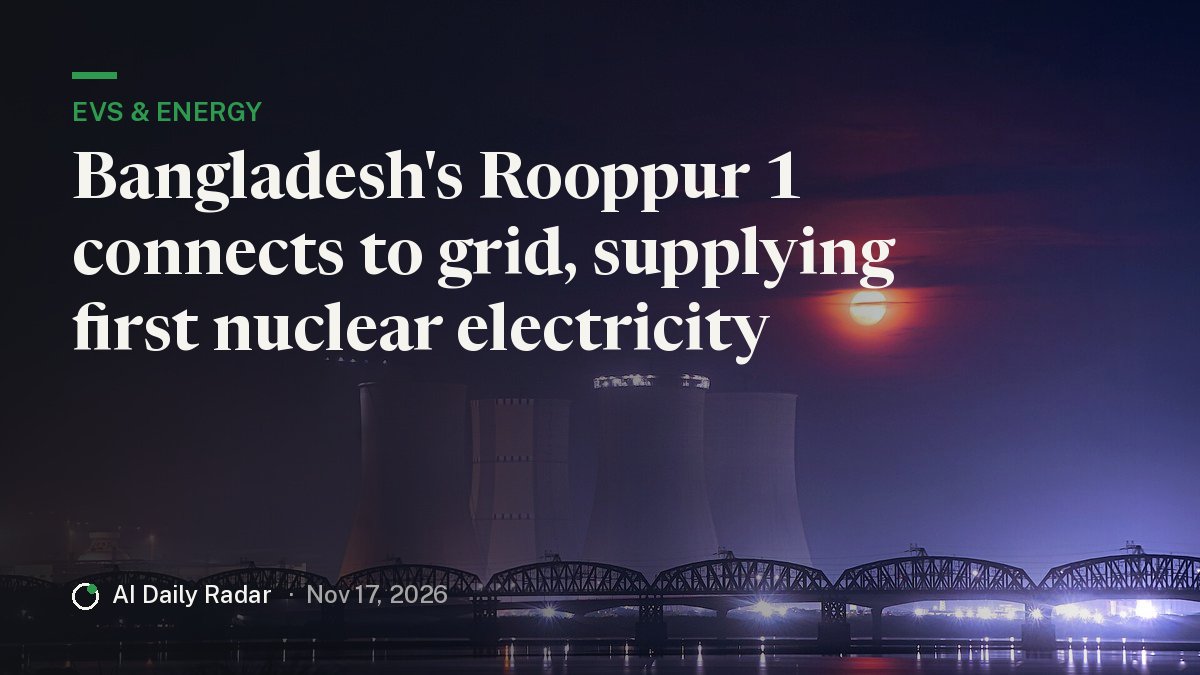 EVS & ENERGY
Bangladesh's Rooppur 1
connects to grid, supplying
first nuclear electricity
AI Daily Radar · Nov 17, 2026